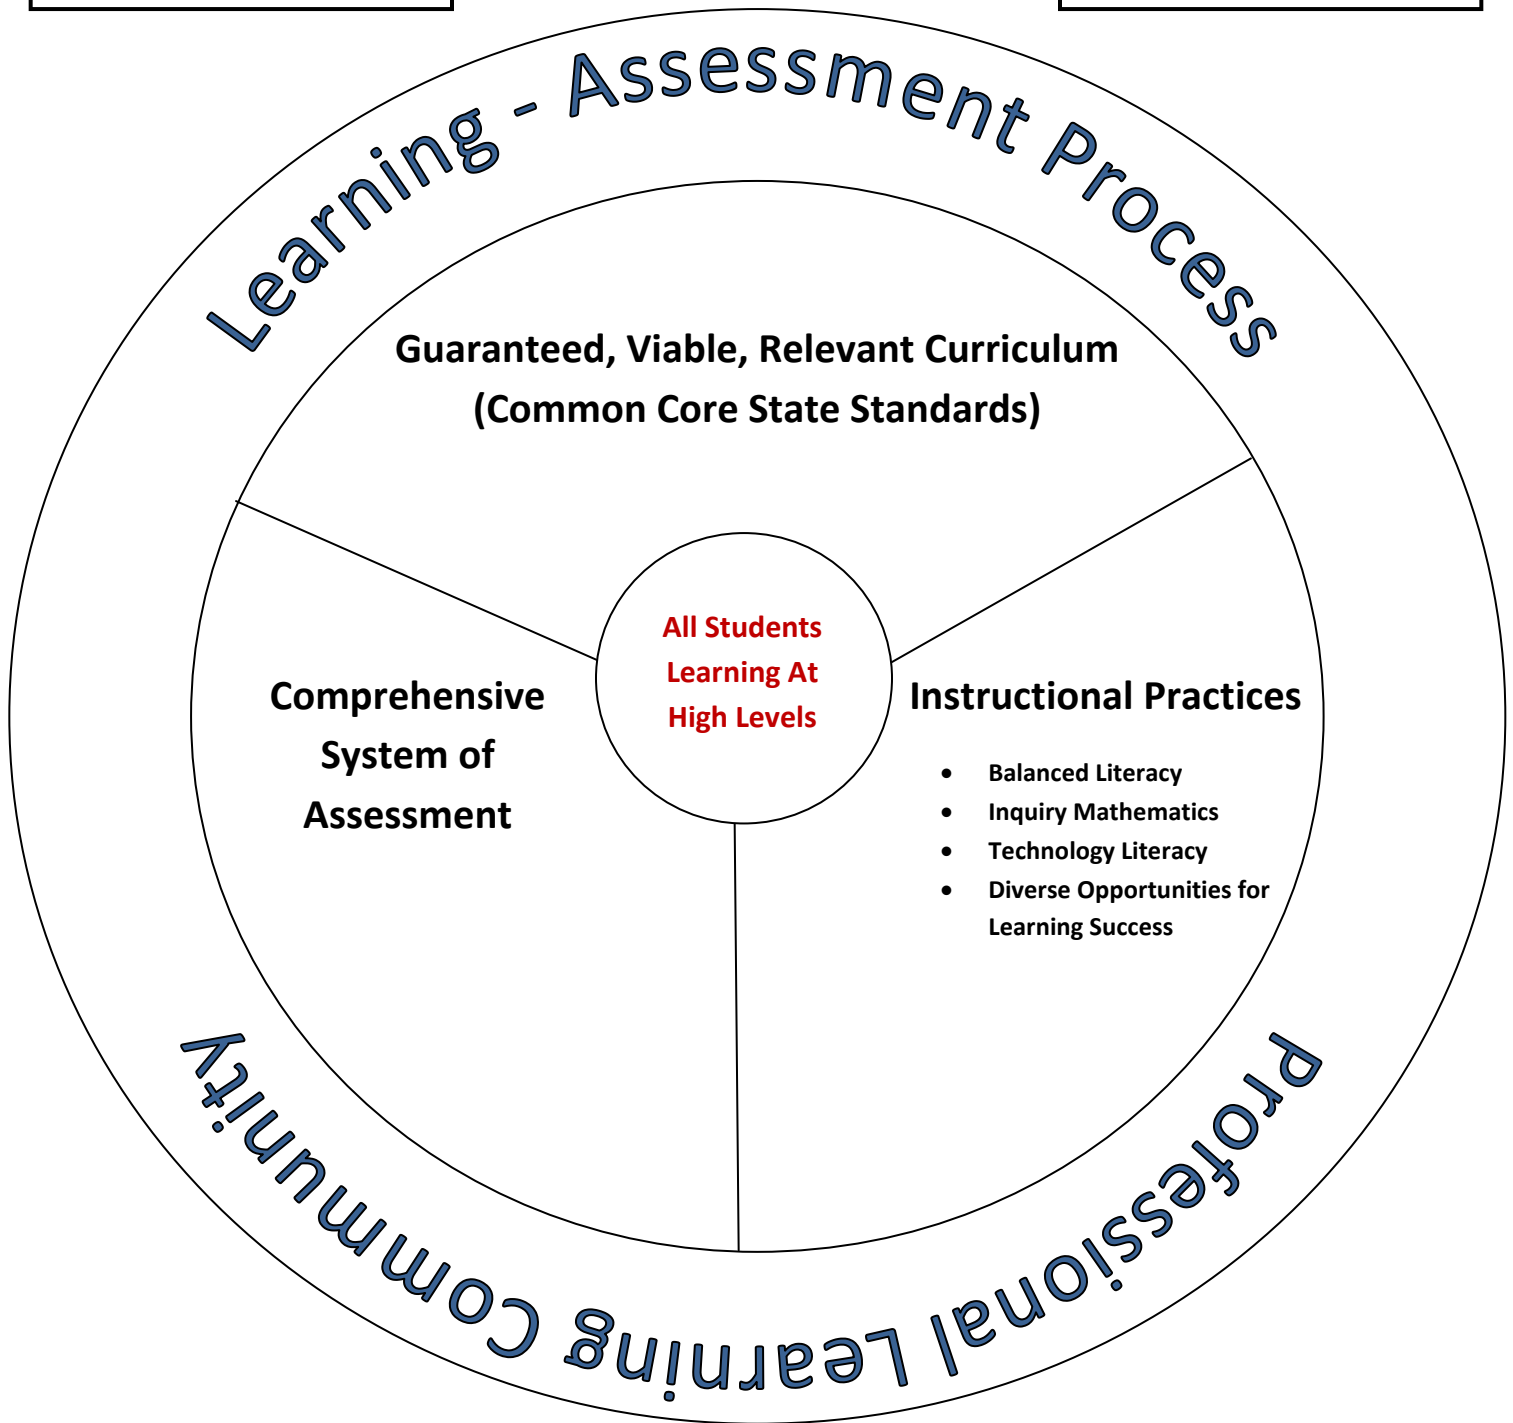 Learning - Assessment Process
Guaranteed, Viable, Relevant Curriculum
(Common Core State Standards)
All Students
Learning At
High Levels
Comprehensive
System of
Assessment
Instructional Practices
• Balanced Literacy
• Inquiry Mathematics
• Technology Literacy
• Diverse Opportunities for
Learning Success
Professional Learning Community